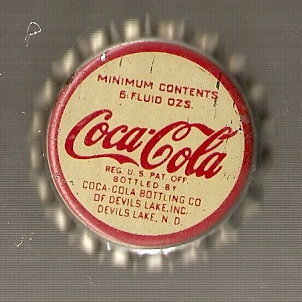 MINIMUM CONTENTS
6 FLUID OZS.
Coca-Cola
REG. U. S. PAT. OFF.
BOTTLED BY
COCA-COLA BOTTLING CO
OF DEVILS LAKE, INC.
DEVILS LAKE, N. D.